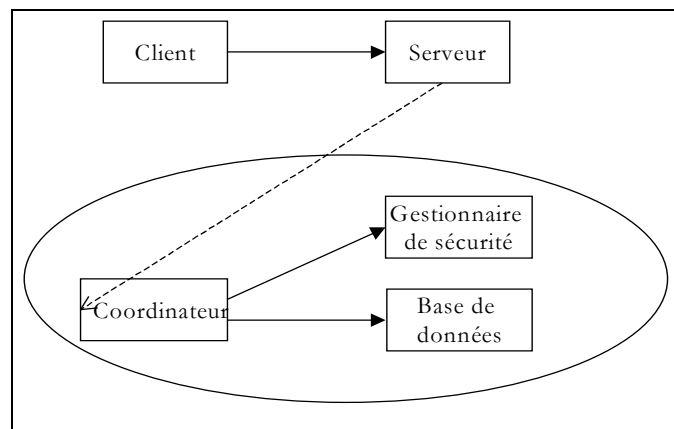 Client
Serveur
Gestionnaire
de sécurité
Coordinateur
Base de
données